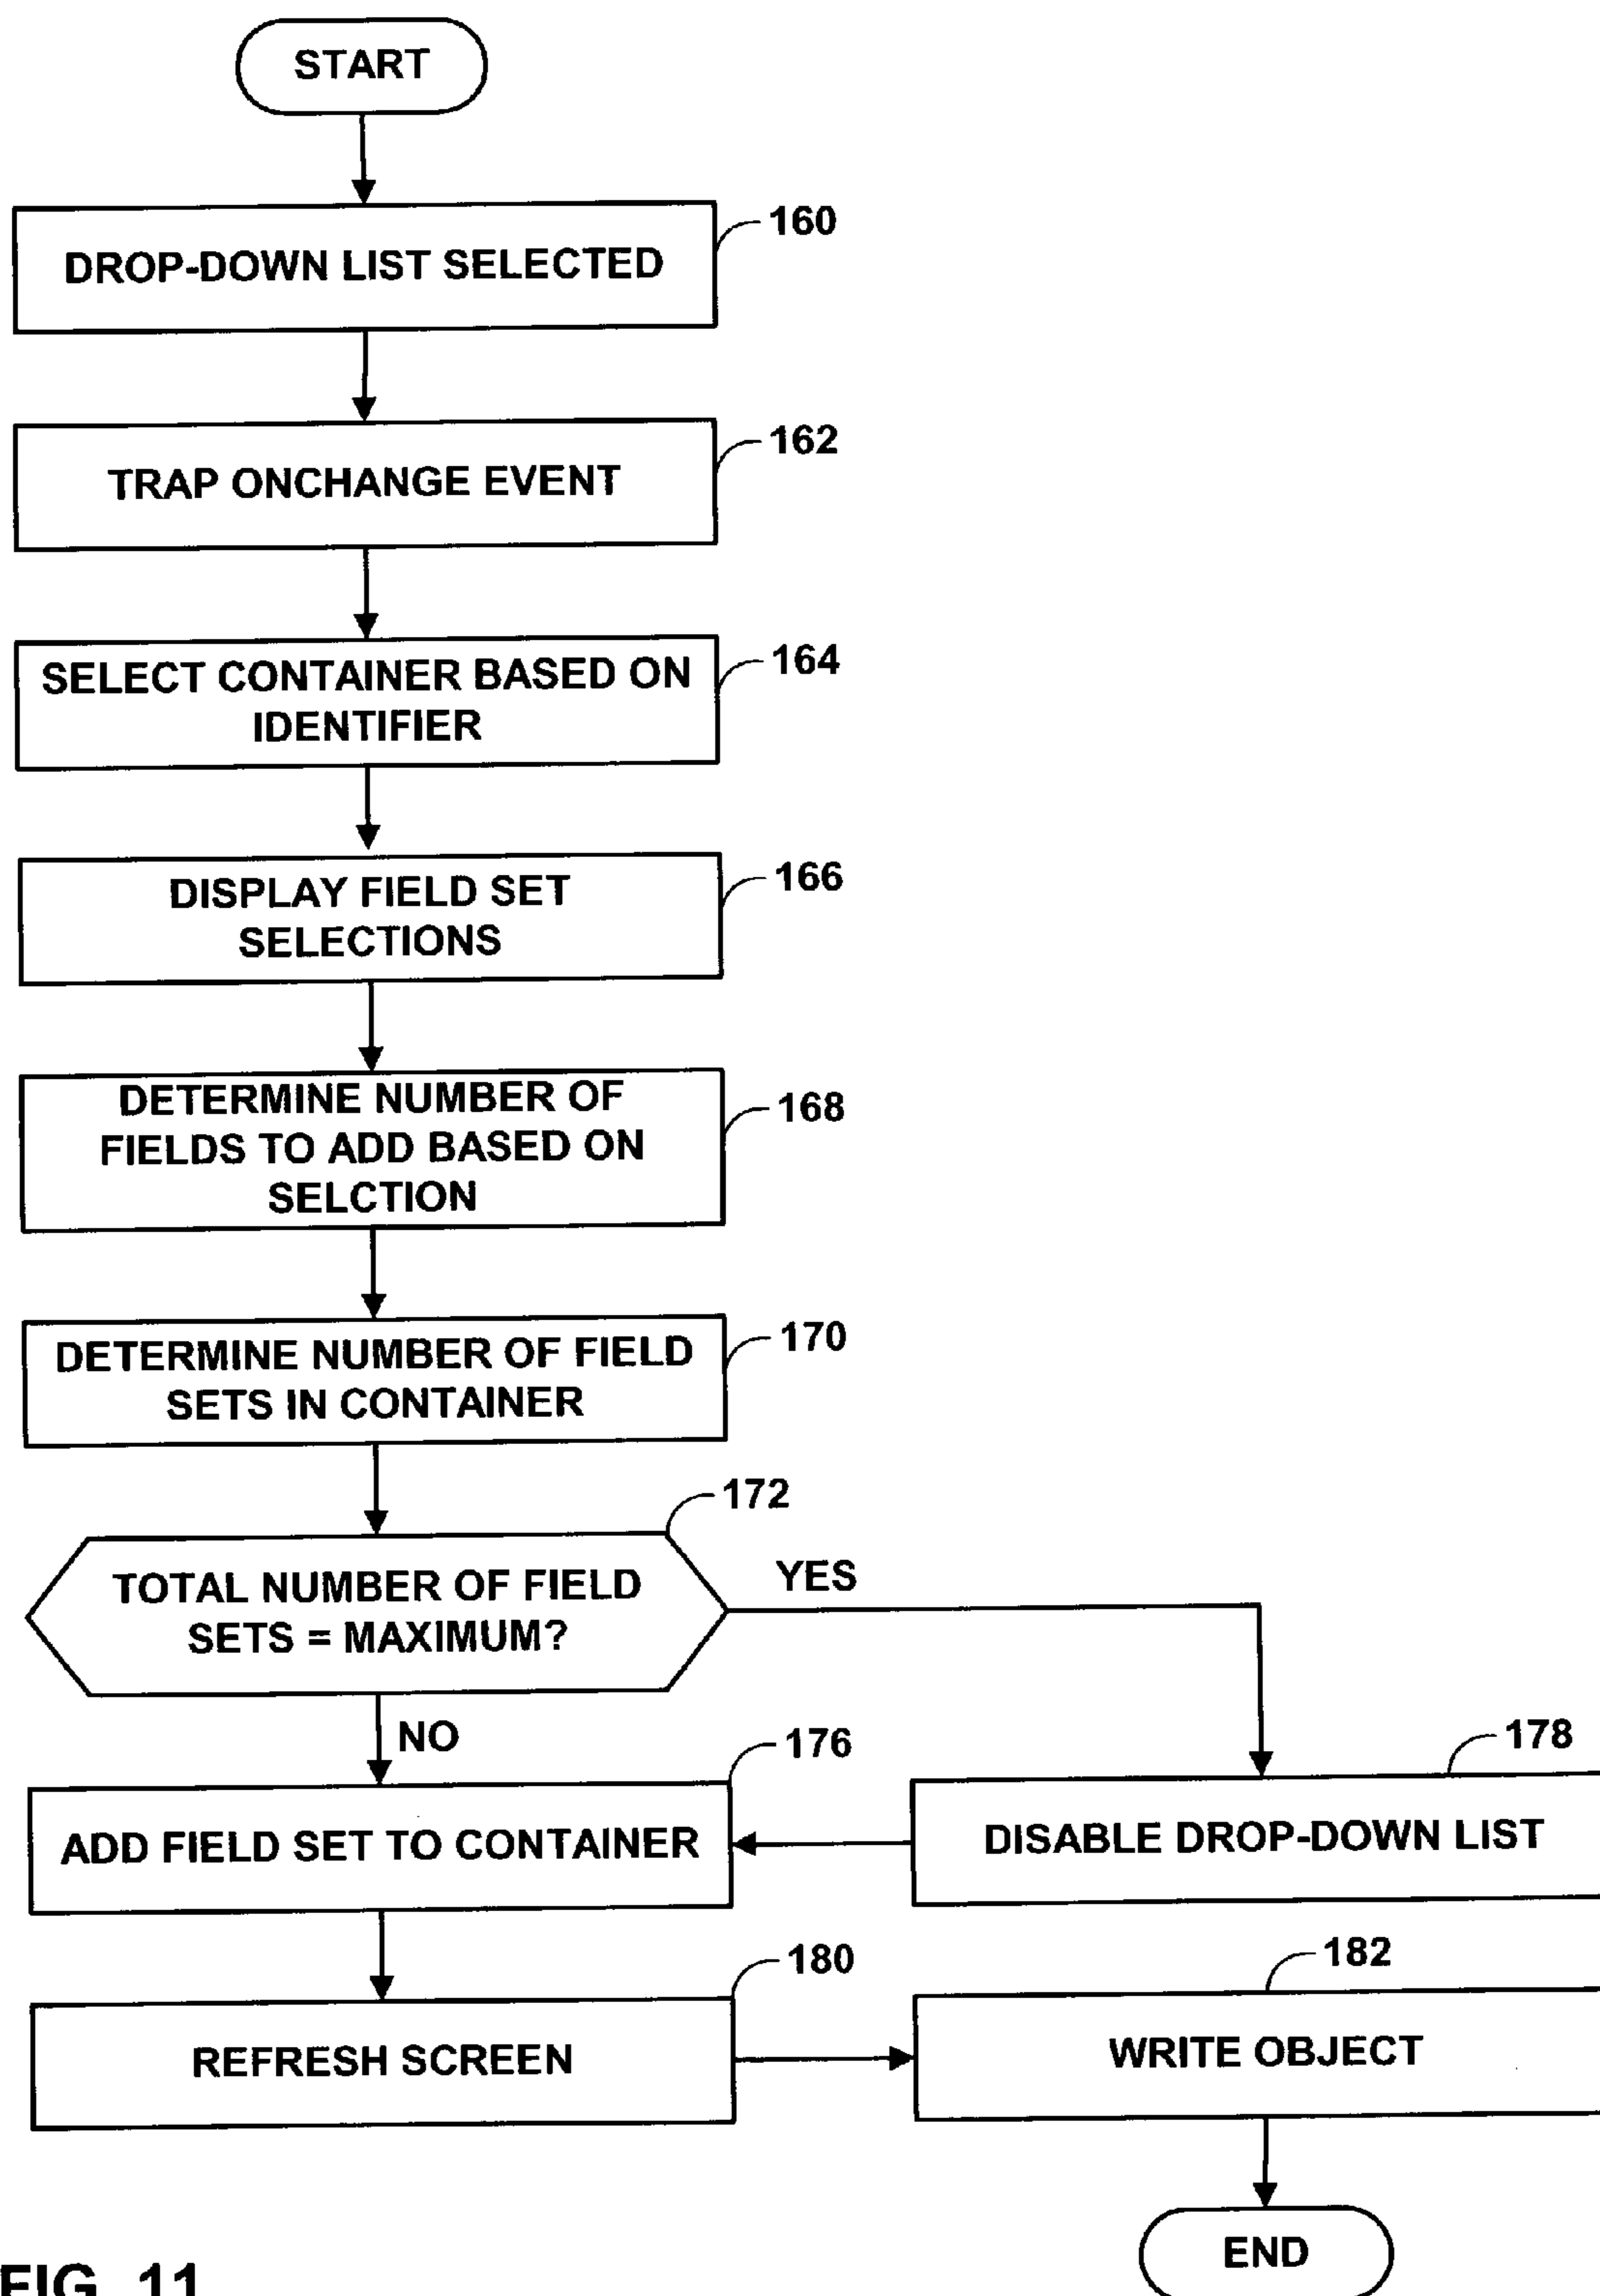 START
DROP-DOWN LIST SELECTED
160
TRAP ONCHANGE EVENT
162
SELECT CONTAINER BASED ON
IDENTIFIER
164
DISPLAY FIELD SET
SELECTIONS
166
DETERMINE NUMBER OF
FIELDS TO ADD BASED ON
SELCTION
168
DETERMINE NUMBER OF FIELD
SETS IN CONTAINER
170
172
TOTAL NUMBER OF FIELD
SETS = MAXIMUM?
YES
NO
176
ADD FIELD SET TO CONTAINER
178
DISABLE DROP-DOWN LIST
180
REFRESH SCREEN
182
WRITE OBJECT
END
FIG. 11